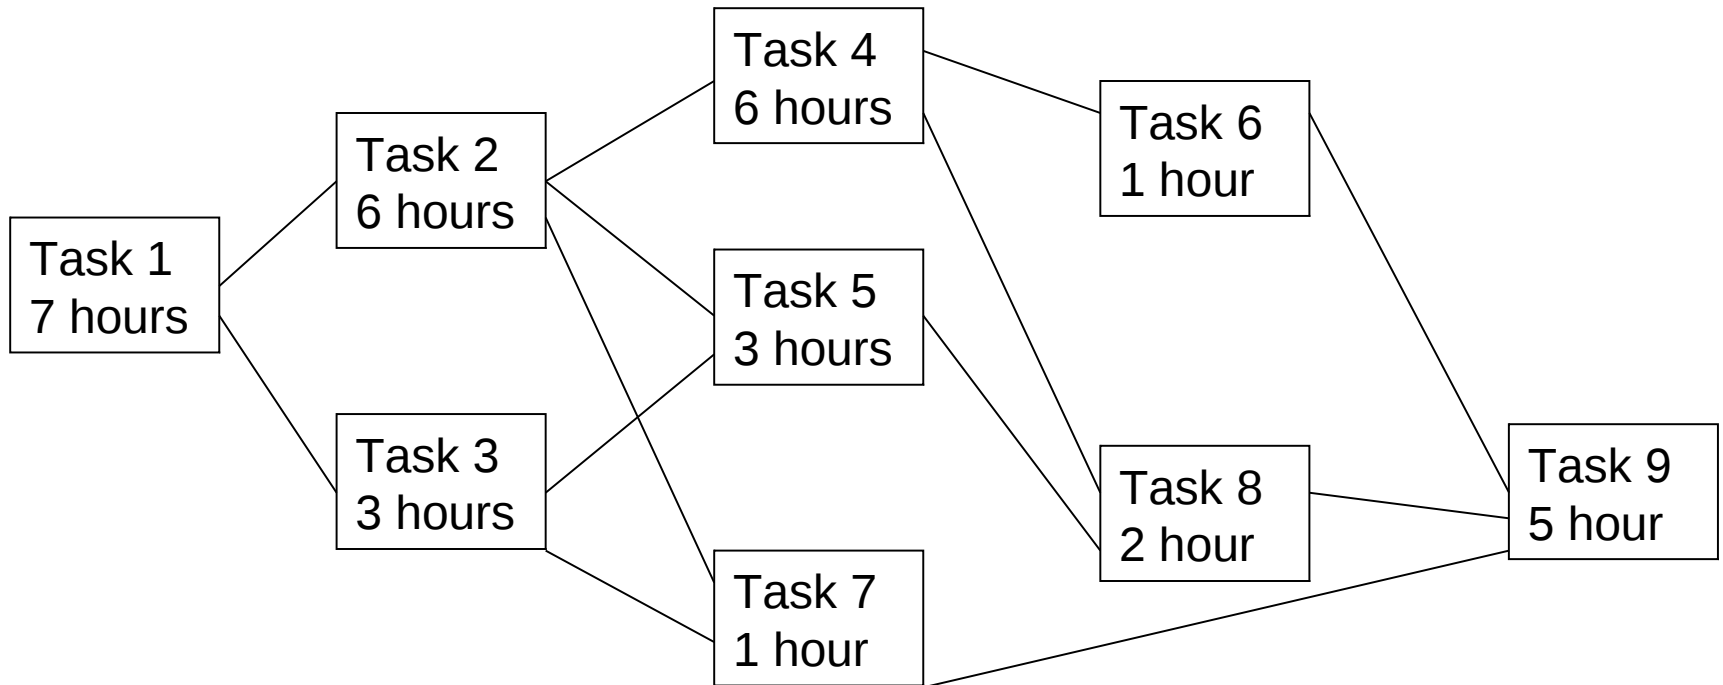 Task 1
7 hours
Task 2
6 hours
Task 3
3 hours
Task 4
6 hours
Task 5
3 hours
Task 7
1 hour
Task 6
1 hour
Task 8
2 hour
Task 9
5 hour